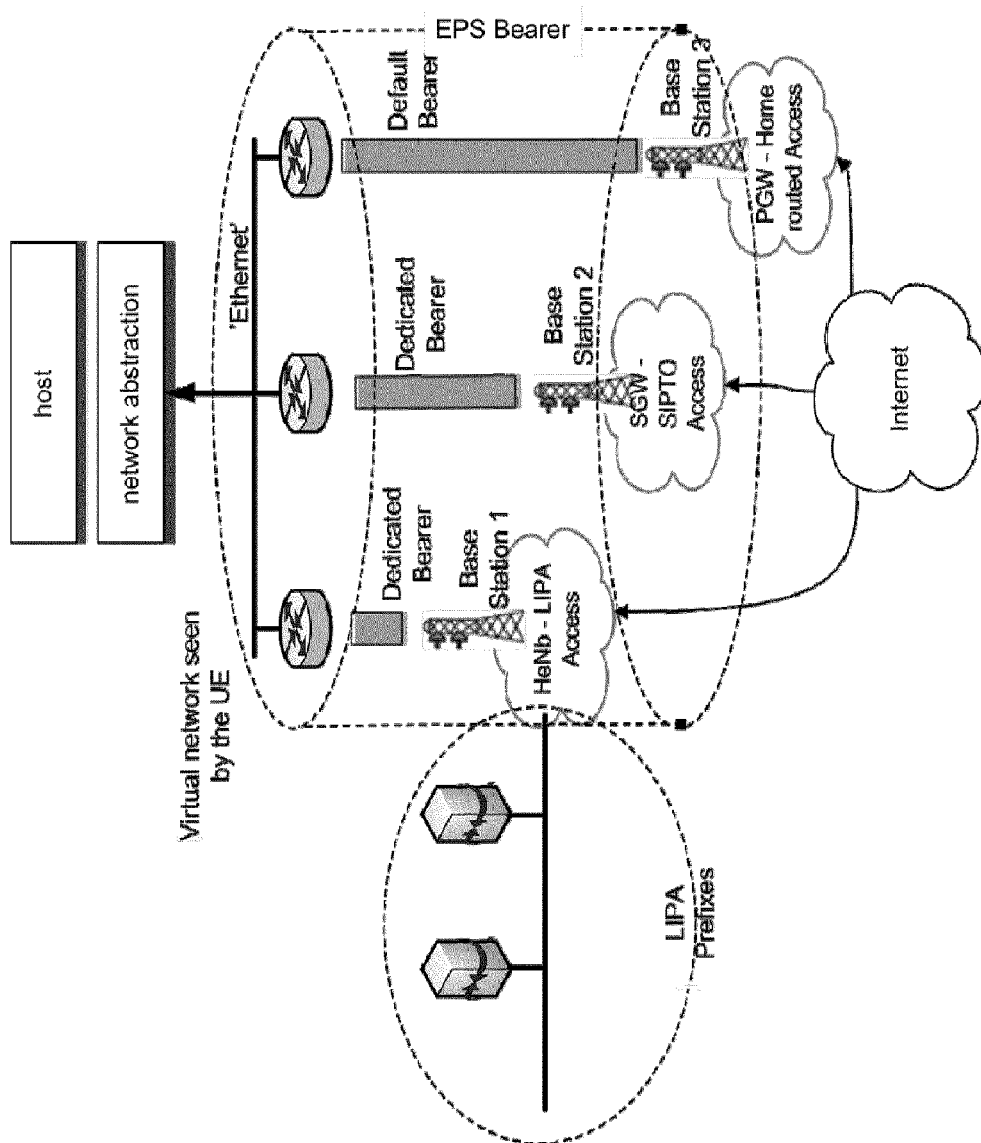 host
network abstraction
Virtual network seen
by the UE
'Ethernet'
EPS Bearer
Dedicated
Bearer
Dedicated
Bearer
Default
Bearer
Base
Station 1
Base
Station 2
Base
Station 3
HeNb - LIPA
Access
SGW -
SIPTO
Access
PGW - Home
routed Access
LIPA
Prefixes
Internet